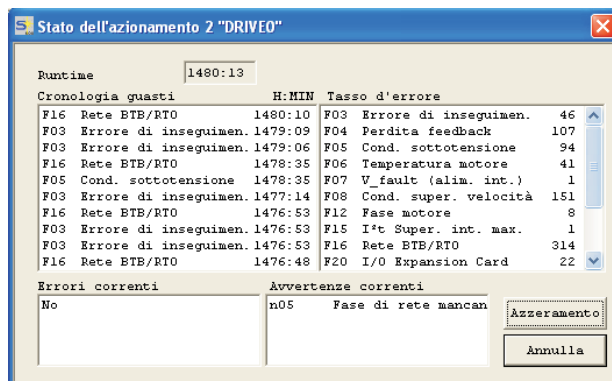 Stato dell'azionamento 2 "DRIVE0"
Runtime 1480:13
Cronologia guasti H:MIN Tasso d'errore
F16 Rete BTB/RTO 1480:10 F03 Errore di inseguimen. 46
F03 Errore di inseguimen. 1479:09 F04 Perdita feedback 107
F03 Errore di inseguimen. 1479:06 F05 Cond. sottotensione 94
F16 Rete BTB/RTO 1478:35 F06 Temperatura motore 41
F05 Cond. sottotensione 1478:35 F07 V_fault (alim. int.) 1
F03 Errore di inseguimen. 1477:14 F08 Cond. super. velocità 151
F16 Rete BTB/RTO 1476:53 F12 Fase motore 8
F03 Errore di inseguimen. 1476:53 F15 I²t Super. int. max. 1
F03 Errore di inseguimen. 1476:53 F16 Rete BTB/RTO 314
F16 Rete BTB/RTO 1476:48 F20 I/O Expansion Card 22
Errori correnti Avvertenze correnti
No n05 Fase di rete mancan
Azzeramento
Annulla